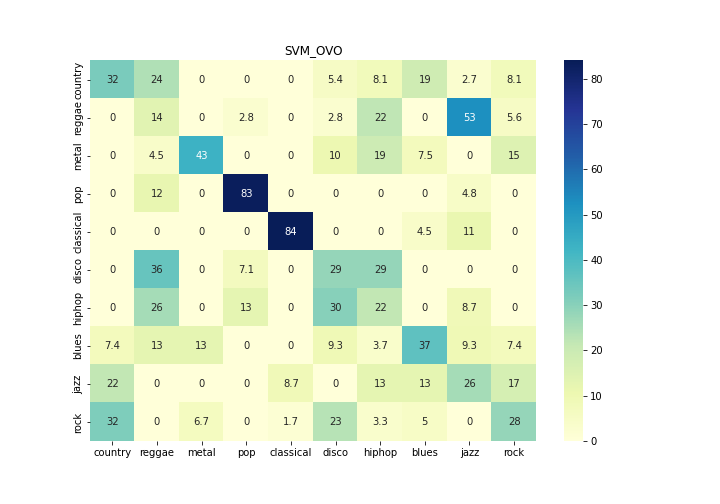 SVM_OVO
country 32 24 0 0 0 5.4 8.1 19 2.7 8.1
reggae 0 14 0 2.8 0 2.8 22 0 53 5.6
metal 0 4.5 43 0 0 10 19 7.5 0 15
pop 0 12 0 83 0 0 0 0 4.8 0
classical 0 0 0 0 84 0 0 4.5 11 0
disco 0 36 0 7.1 0 29 29 0 0 0
hiphop 0 26 0 13 0 30 22 0 8.7 0
blues 7.4 13 13 0 0 9.3 3.7 37 9.3 7.4
jazz 22 0 0 0 8.7 0 13 13 26 17
rock 32 0 6.7 0 1.7 23 3.3 5 0 28
country reggae metal pop classical disco hiphop blues jazz rock
80
70
60
50
40
30
20
10
0